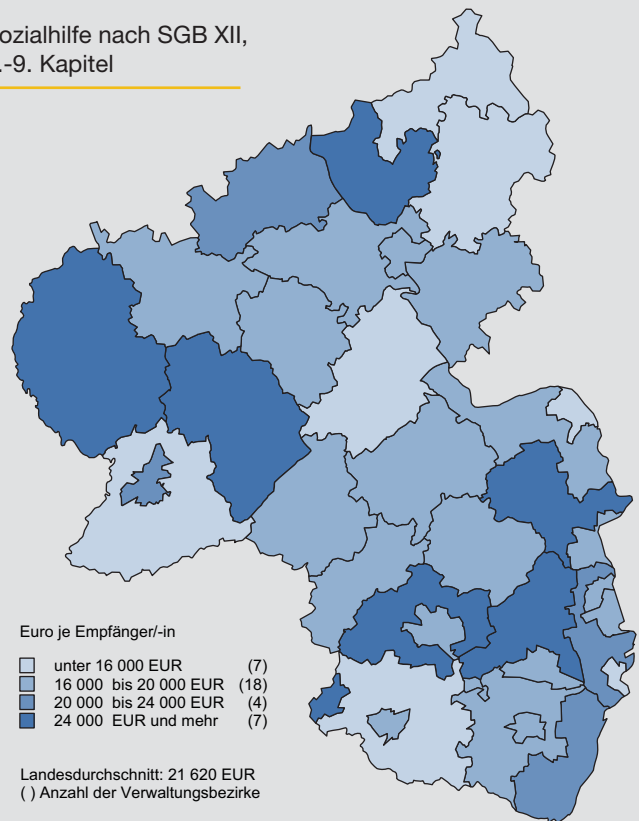 ozialhilfe nach SGB XII,
.-9. Kapitel
Euro je Empfänger/-in
unter 16 000 EUR (7)
16 000 bis 20 000 EUR (18)
20 000 bis 24 000 EUR (4)
24 000 EUR und mehr (7)
Landesdurchschnitt: 21 620 EUR
( ) Anzahl der Verwaltungsbezirke